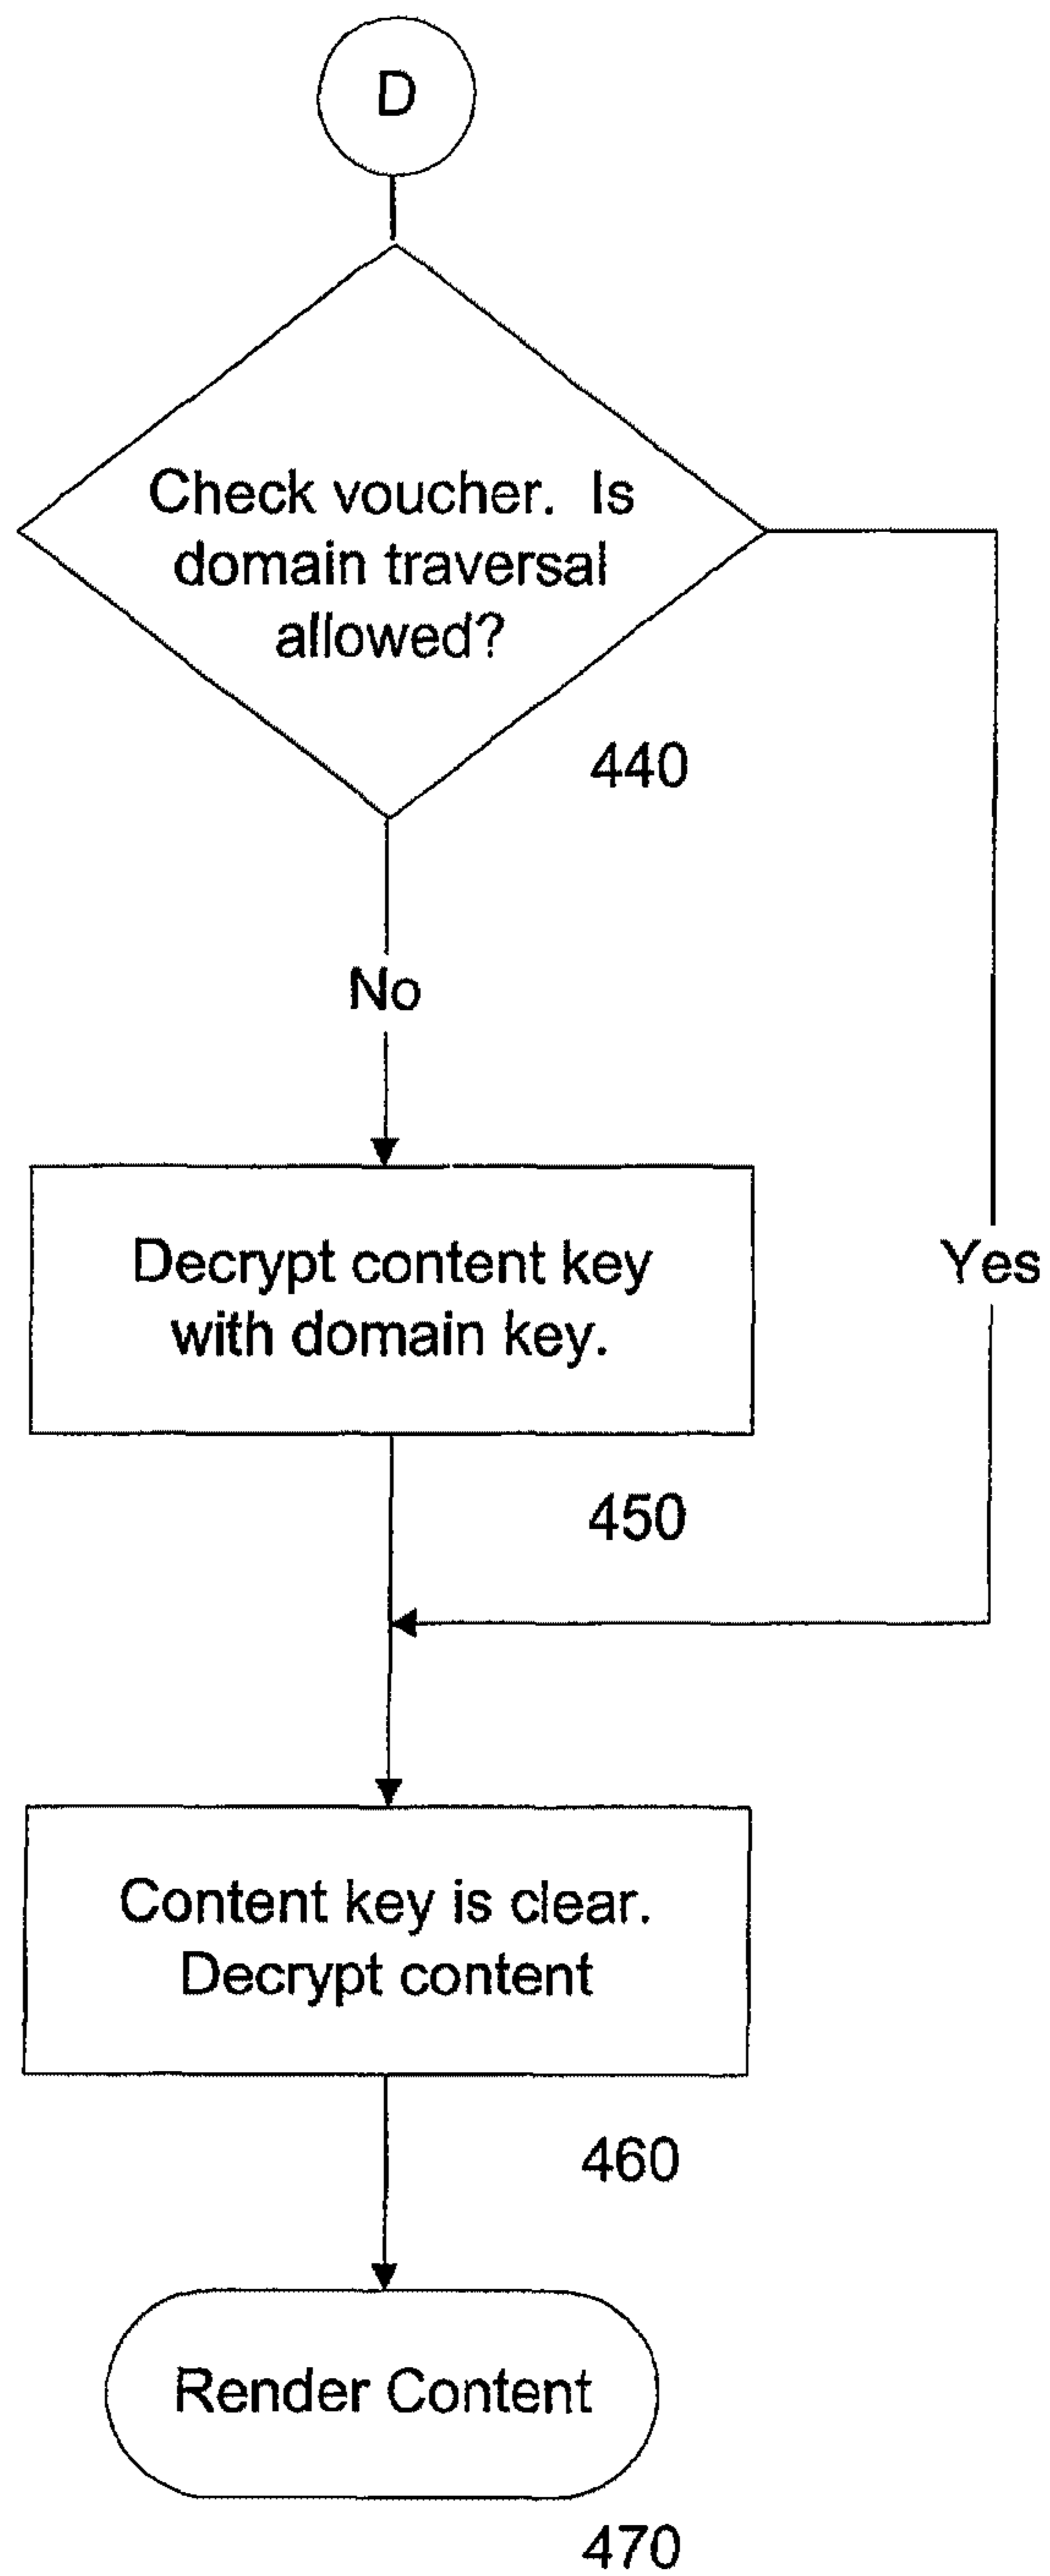 D
Check voucher. Is
domain traversal
allowed?
440
No
Decrypt content key
with domain key.
Yes
450
Content key is clear.
Decrypt content
460
Render Content
470